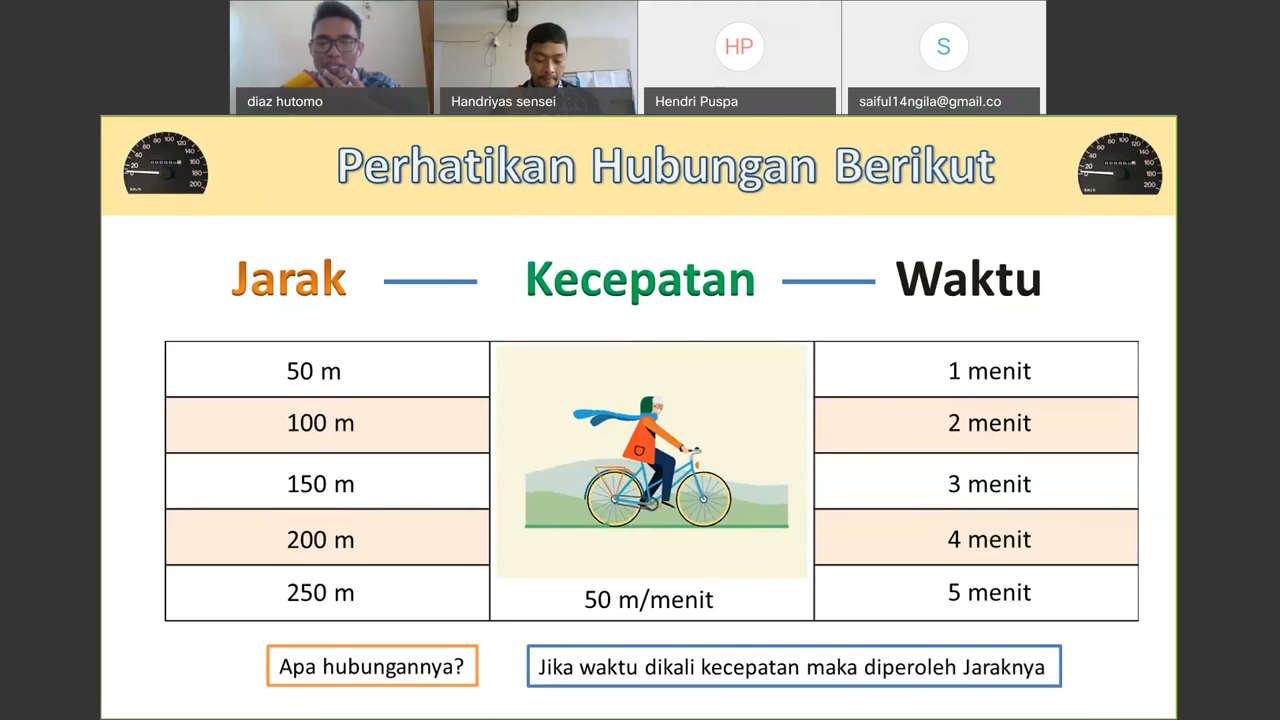 diaz hutomo
Handriyas sensei
HP
Hendri Puspa
S
saiful14ngila@gmail.co
Perhatikan Hubungan Berikut
Jarak
Kecepatan
Waktu
50 m
1 menit
100 m
2 menit
150 m
3 menit
200 m
4 menit
250 m
50 m/menit
5 menit
Apa hubungannya?
Jika waktu dikali kecepatan maka diperoleh Jaraknya